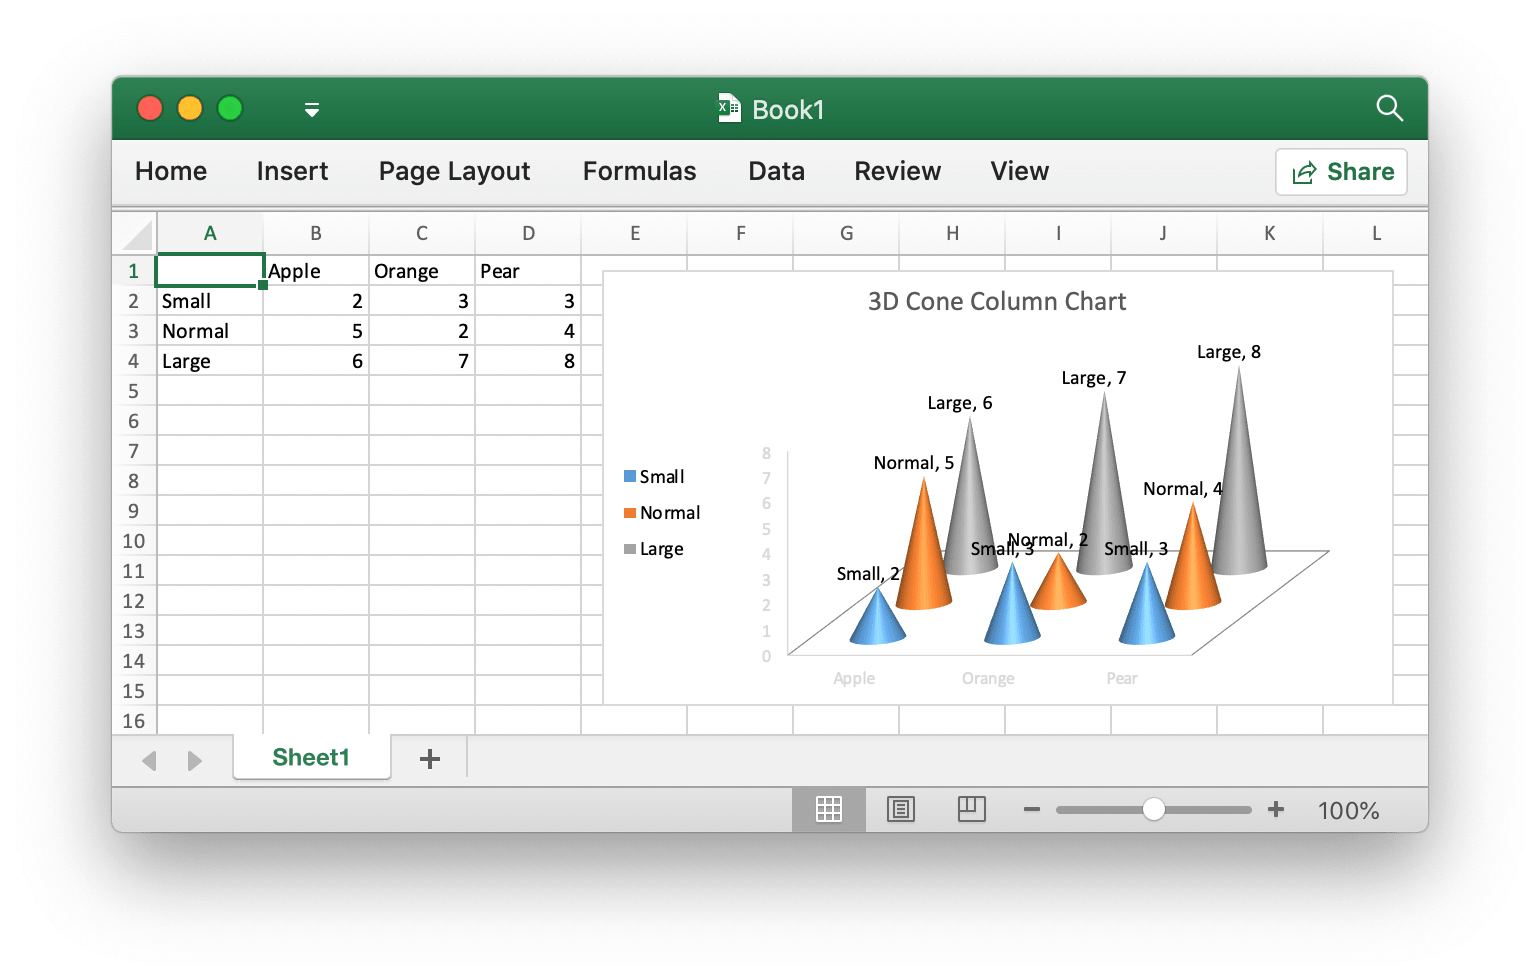 Book1
Home Insert Page Layout Formulas Data Review View Share
A B C D E F G H I J K L
1 Apple Orange Pear
2 Small 2 3 3
3 Normal 5 2 4
4 Large 6 7 8
5
6
7
8
9
10
11
12
13
14
15
16
3D Cone Column Chart
Large, 8
Large, 7
Large, 6
Normal, 5
Normal, 4
Normal, 2
Small, 3
Small, 3
Small, 2
Small
Normal
Large
8
7
6
5
4
3
2
1
0
Apple Orange Pear
Sheet1
100%